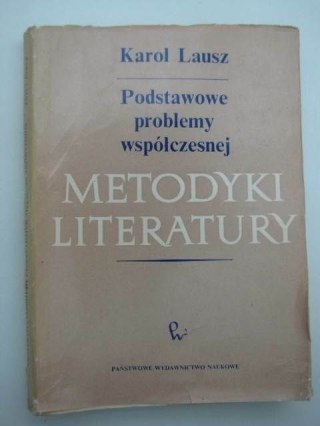 Karol Lausz
Podstawowe
problemy
współczesnej
METODYKI
LITERATURY
PAŃSTWOWE WYDAWNICTWO NAUKOWE